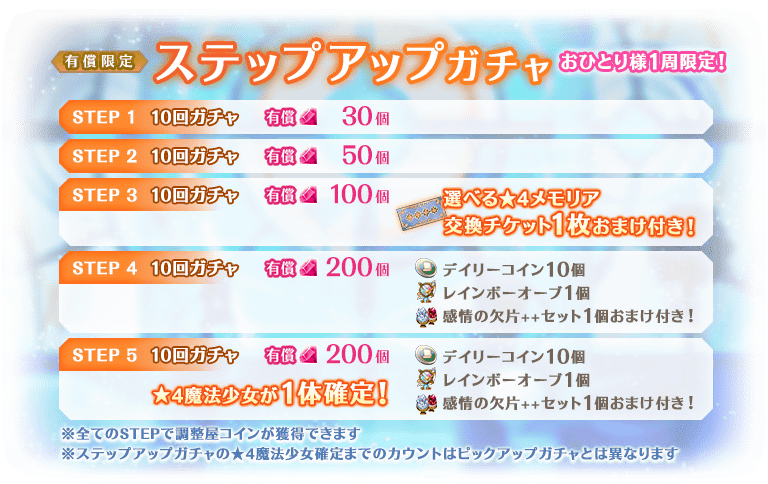 有償限定 ステップアップガチャ おひとり様1周限定!
STEP 1 10回ガチャ 有償 30個
STEP 2 10回ガチャ 有償 50個
STEP 3 10回ガチャ 有償 100個
選べる★4メモリア
交換チケット1枚おまけ付き!
STEP 4 10回ガチャ 有償 200個
デイリーコイン10個
レインボーオーブ1個
感情の欠片++セット1個おまけ付き!
STEP 5 10回ガチャ 有償 200個
★4魔法少女が1体確定!
デイリーコイン10個
レインボーオーブ1個
感情の欠片++セット1個おまけ付き!
※全てのSTEPで調整屋コインが獲得できます
※ステップアップガチャの★4魔法少女確定までのカウントはピックアップガチャとは異なります